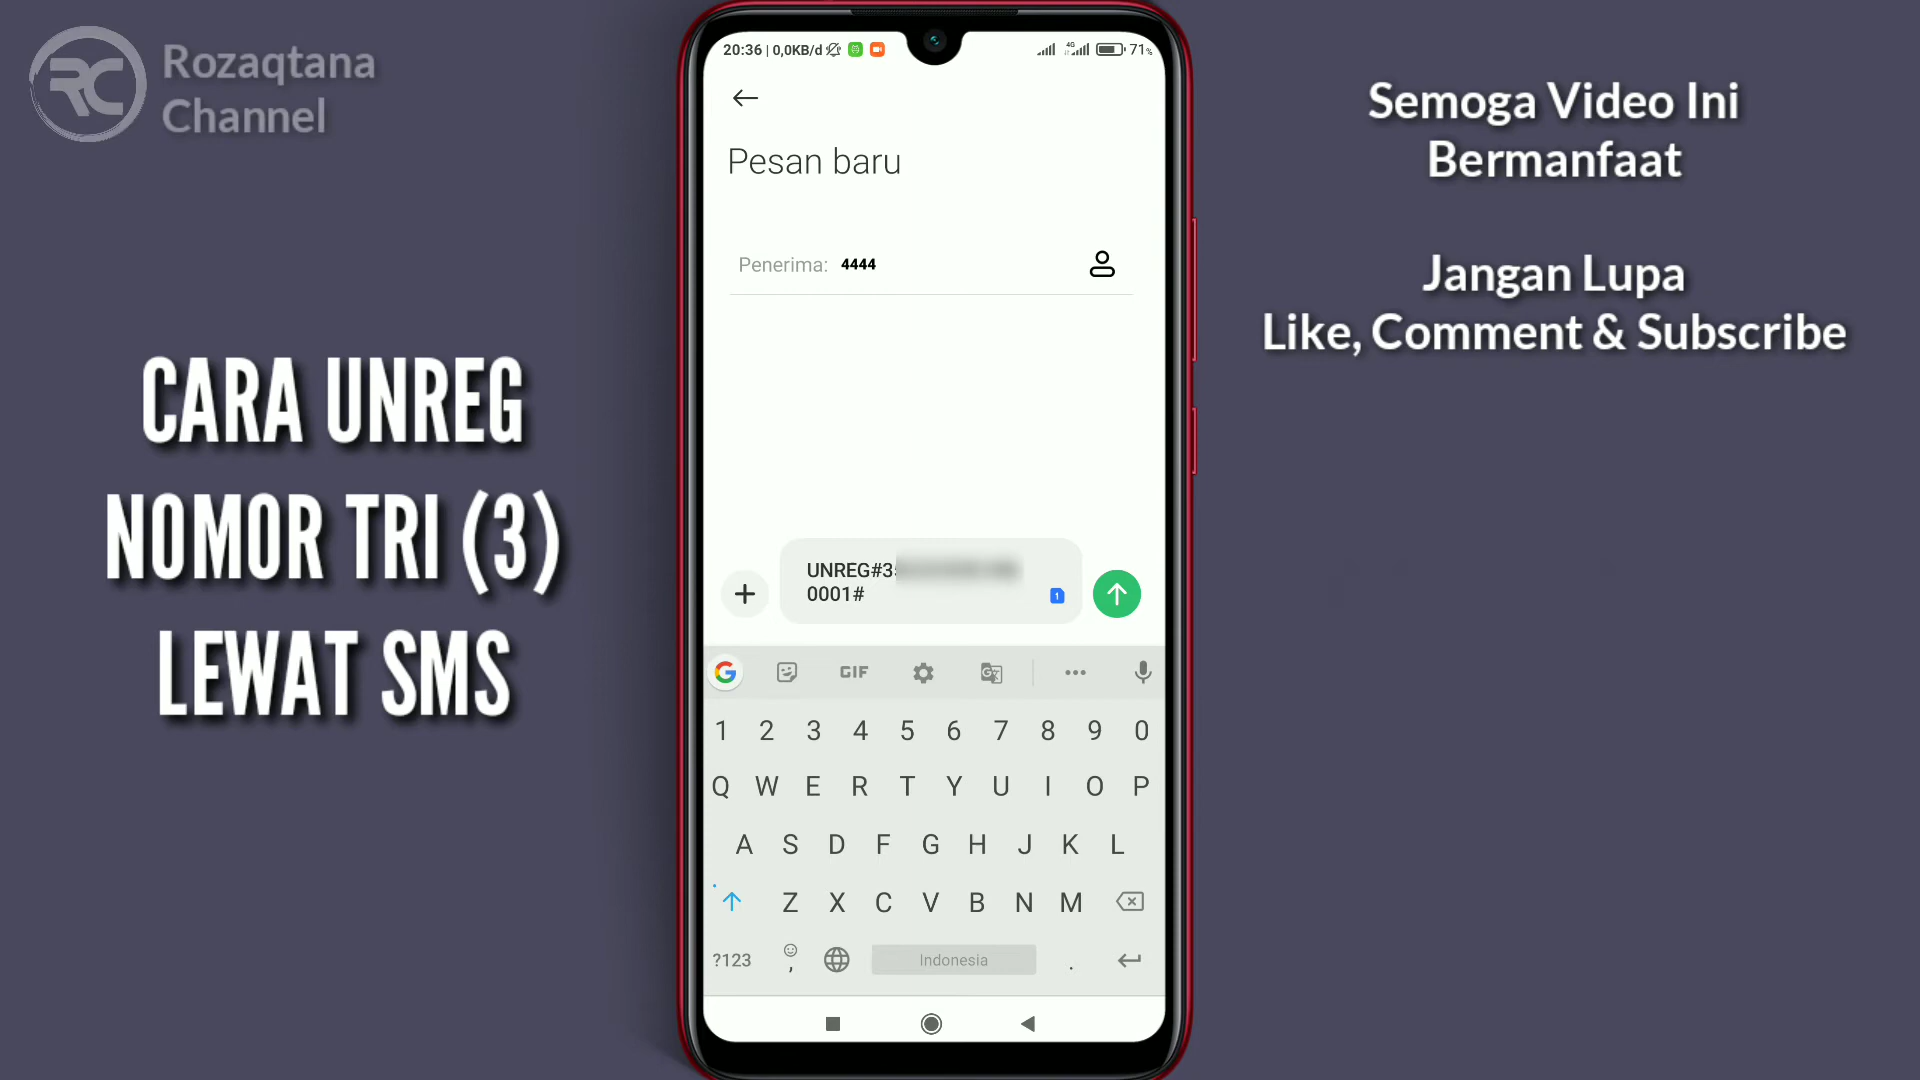 Rozaqtana
Channel
CARA UNREG
NOMOR TRI (3)
LEWAT SMS
20:36 | 0,0KB/d
4G
71%
Pesan baru
Penerima: 4444
UNREG#3
0001#
1
GIF
1 2 3 4 5 6 7 8 9 0
Q W E R T Y U I O P
A S D F G H J K L
Z X C V B N M
?123 , Indonesia .
Semoga Video Ini
Bermanfaat
Jangan Lupa
Like, Comment & Subscribe